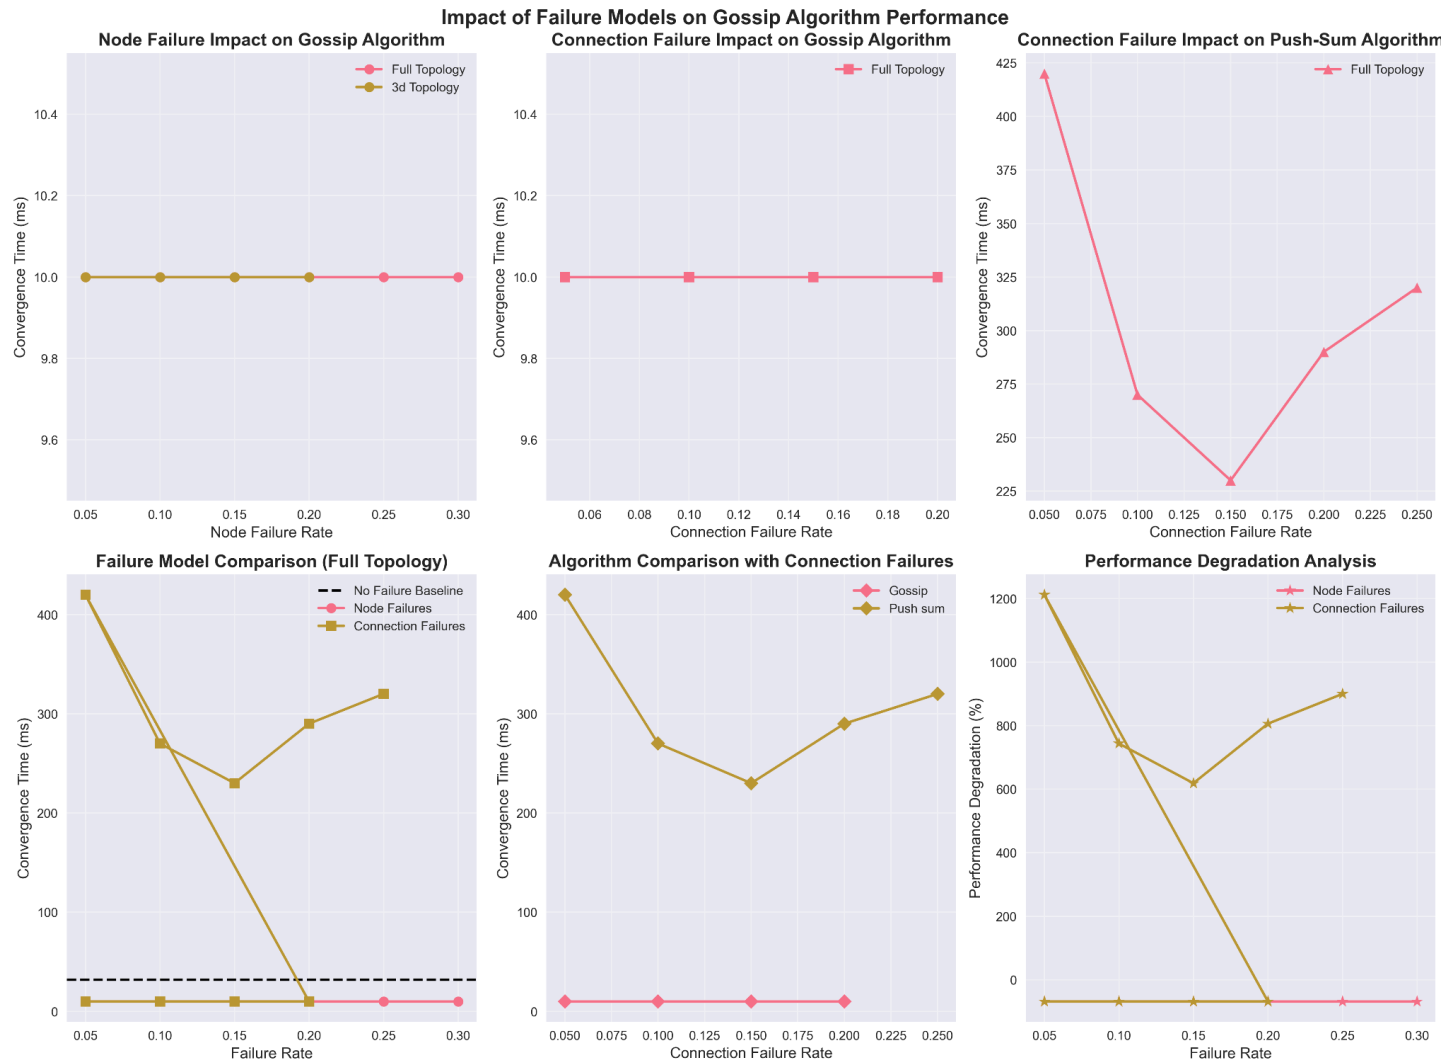 Impact of Failure Models on Gossip Algorithm Performance
Node Failure Impact on Gossip Algorithm
Full Topology
3d Topology
Convergence Time (ms)
10.4
10.2
10.0
9.8
9.6
0.05 0.10 0.15 0.20 0.25 0.30
Node Failure Rate
Connection Failure Impact on Gossip Algorithm
Full Topology
Convergence Time (ms)
10.4
10.2
10.0
9.8
9.6
0.06 0.08 0.10 0.12 0.14 0.16 0.18 0.20
Connection Failure Rate
Connection Failure Impact on Push-Sum Algorithm
Full Topology
Convergence Time (ms)
425
400
375
350
325
300
275
250
225
0.050 0.075 0.100 0.125 0.150 0.175 0.200 0.225 0.250
Connection Failure Rate
Failure Model Comparison (Full Topology)
No Failure Baseline
Node Failures
Connection Failures
Convergence Time (ms)
400
300
200
100
0
0.05 0.10 0.15 0.20 0.25 0.30
Failure Rate
Algorithm Comparison with Connection Failures
Gossip
Push sum
Convergence Time (ms)
400
300
200
100
0
0.050 0.075 0.100 0.125 0.150 0.175 0.200 0.225 0.250
Connection Failure Rate
Performance Degradation Analysis
Node Failures
Connection Failures
Performance Degradation (%)
1200
1000
800
600
400
200
0
0.05 0.10 0.15 0.20 0.25 0.30
Failure Rate